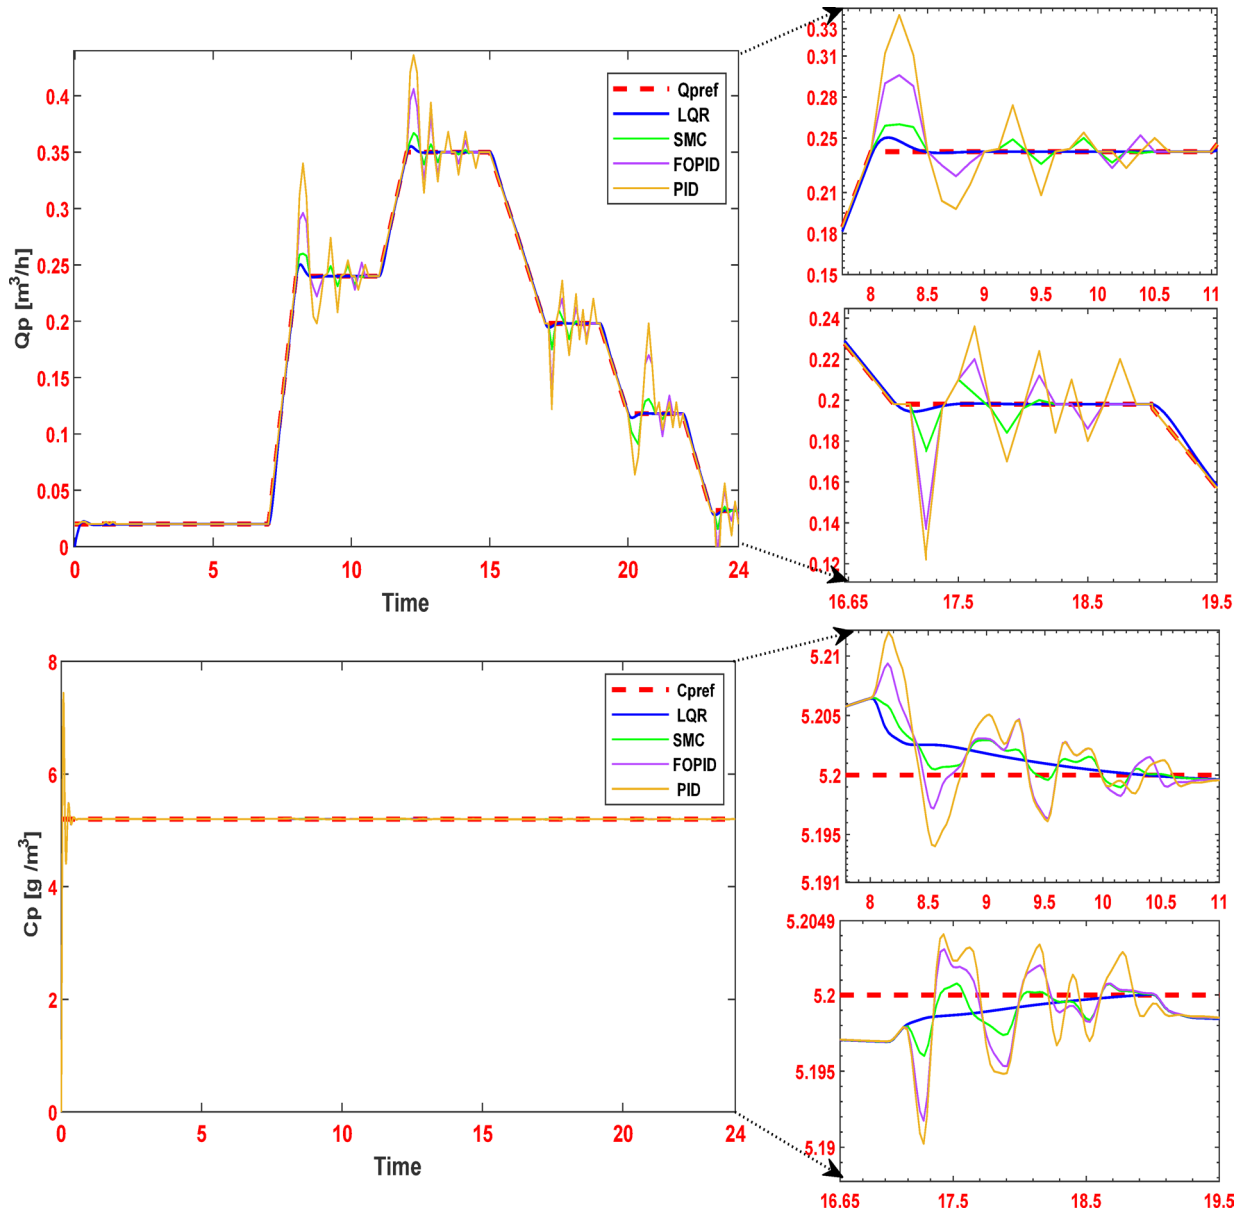 Qp [m³/h]
0.4
0.35
0.3
0.25
0.2
0.15
0.1
0.05
0
0 5 10 15 20 24
Time
Qpref
LQR
SMC
FOPID
PID
0.33
0.31
0.25
0.21
0.18
0.15
8 8.5 9 9.5 10 10.5 11
0.24
0.22
0.2
0.18
0.16
0.14
0.12
16.65 17.5 18.5 19.5
Cp [g /m³]
8
6
4
2
0
0 5 10 15 20 24
Time
Cpref
LQR
SMC
FOPID
PID
5.21
5.205
5.2
5.195
5.191
8 8.5 9 9.5 10 10.5 11
5.2049
5.2
5.195
5.19
16.65 17.5 18.5 19.5